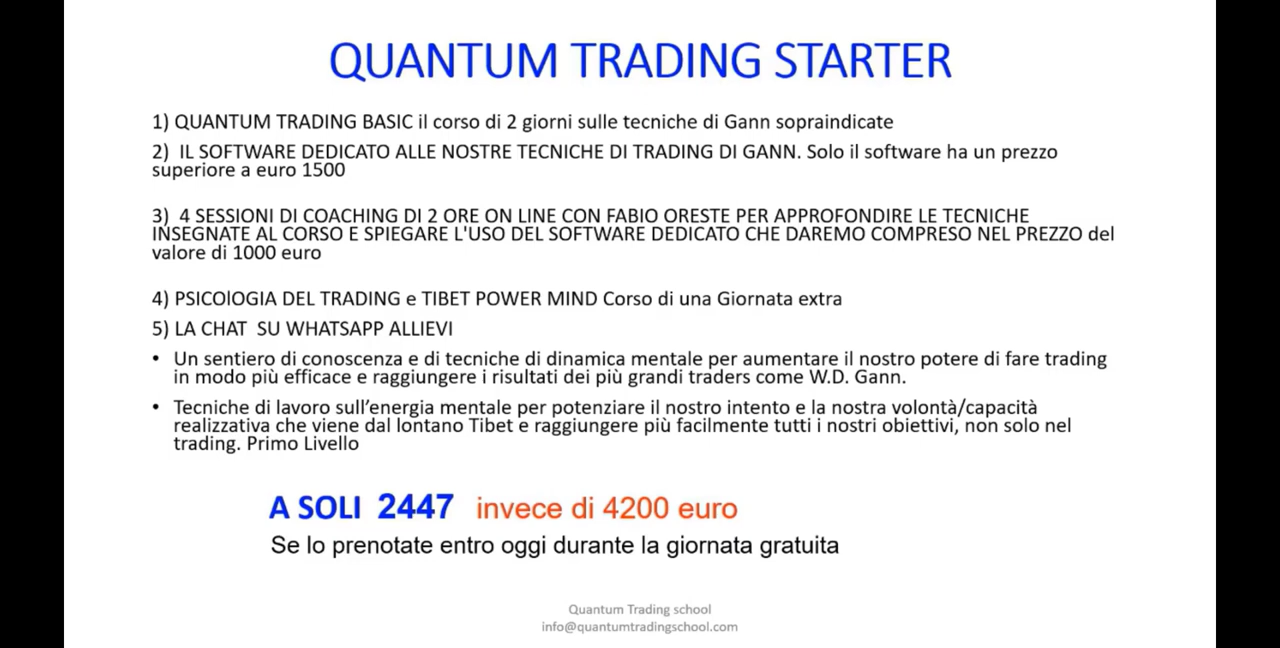 QUANTUM TRADING STARTER
1) QUANTUM TRADING BASIC il corso di 2 giorni sulle tecniche di Gann sopraindicate
2) IL SOFTWARE DEDICATO ALLE NOSTRE TECNICHE DI TRADING DI GANN. Solo il software ha un prezzo
superiore a euro 1500
3) 4 SESSIONI DI COACHING DI 2 ORE ON LINE CON FABIO ORESTE PER APPROFONDIRE LE TECNICHE
INSEGNATE AL CORSO E SPIEGARE L'USO DEL SOFTWARE DEDICATO CHE DAREMO COMPRESO NEL PREZZO del
valore di 1000 euro
4) PSICOlOGIA DEL TRADING e TIBET POWER MIND Corso di una Giornata extra
5) LA CHAT SU WHATSAPP ALLIEVI
• Un sentiero di conoscenza e di tecniche di dinamica mentale per aumentare il nostro potere di fare trading
in modo più efficace e raggiungere i risultati dei più grandi traders come W.D. Gann.
• Tecniche di lavoro sull’energia mentale per potenziare il nostro intento e la nostra volontà/capacità
realizzativa che viene dal lontano Tibet e raggiungere più facilmente tutti i nostri obiettivi, non solo nel
trading. Primo Livello
A SOLI 2447 invece di 4200 euro
Se lo prenotate entro oggi durante la giornata gratuita
Quantum Trading school
info@quantumtradingschool.com